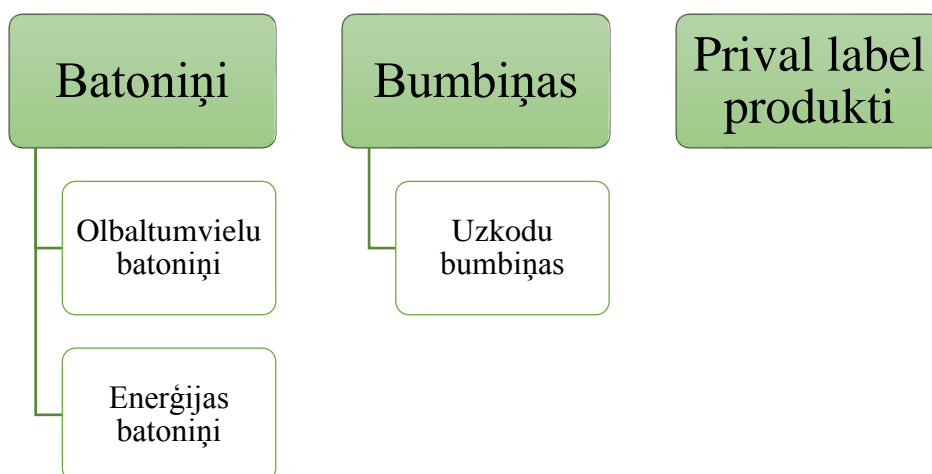 Batoniņi
Olbaltumvielu
batoniņi
Enerģijas
batoniņi
Bumbiņas
Uzkodu
bumbiņas
Prival label
produkti